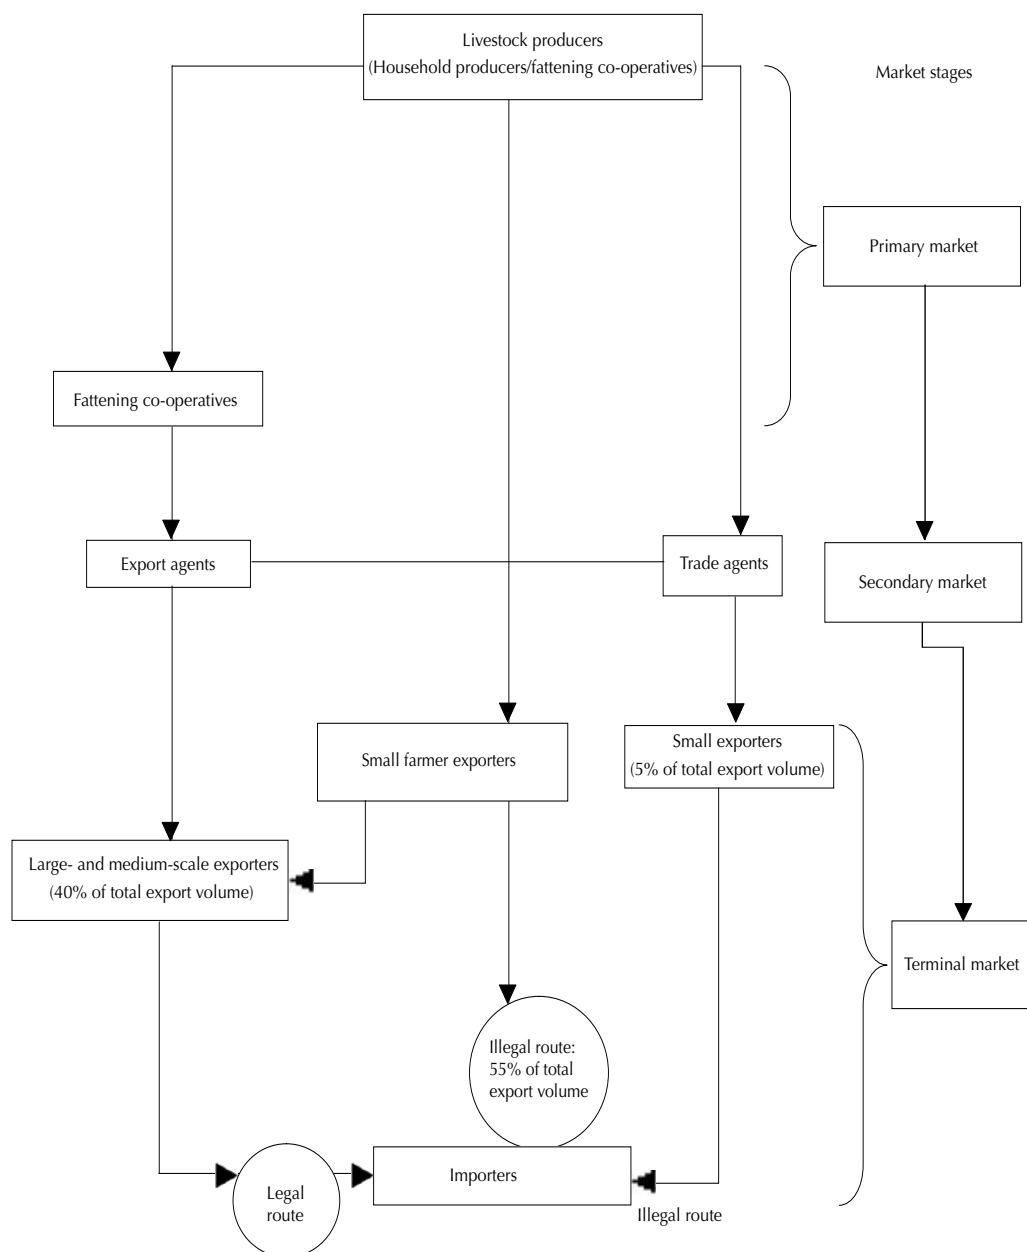 Livestock producers
(Household producers/fattening co-operatives)
Market stages
Primary market
Fattening co-operatives
Export agents
Trade agents
Secondary market
Small farmer exporters
Small exporters
(5% of total export volume)
Large- and medium-scale exporters
(40% of total export volume)
Terminal market
Illegal route:
55% of total
export volume
Importers
Legal
route
Illegal route